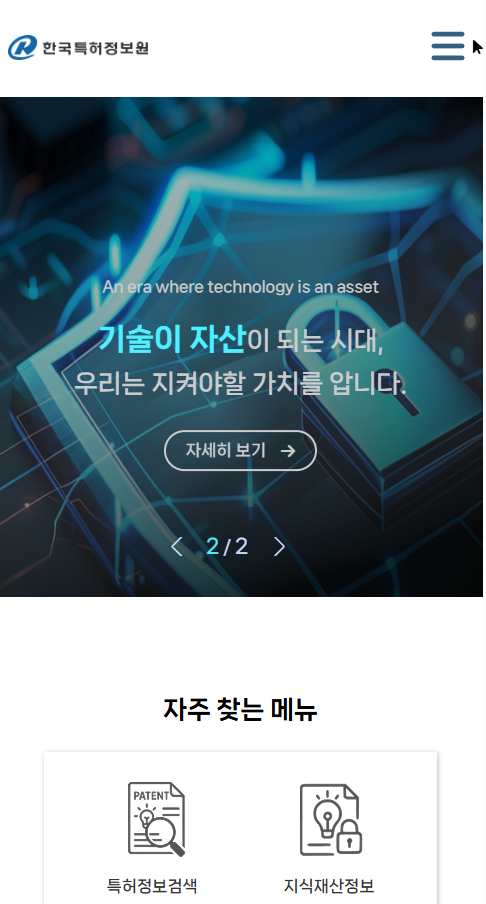 한국특허정보원
An era where technology is an asset
기술이 자산이 되는 시대,
우리는 지켜야할 가치를 압니다.
자세히 보기 →
2 / 2
자주 찾는 메뉴
PATENT
특허정보검색
지식재산정보